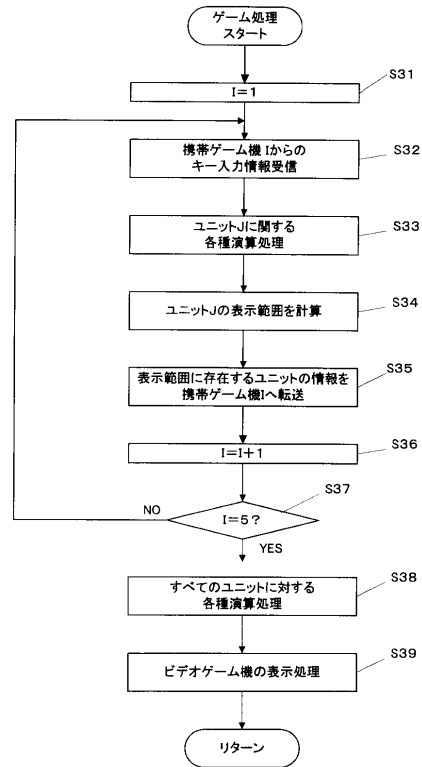 ゲーム処理
スタート
S31
I=1
S32
携帯ゲーム機Iからの
キー入力情報受信
S33
ユニットJに関する
各種演算処理
S34
ユニットJの表示範囲を計算
S35
表示範囲に存在するユニットの情報を
携帯ゲーム機Iへ転送
S36
I=I+1
S37
NO
I=5?
YES
S38
すべてのユニットに対する
各種演算処理
S39
ビデオゲーム機の表示処理
リターン